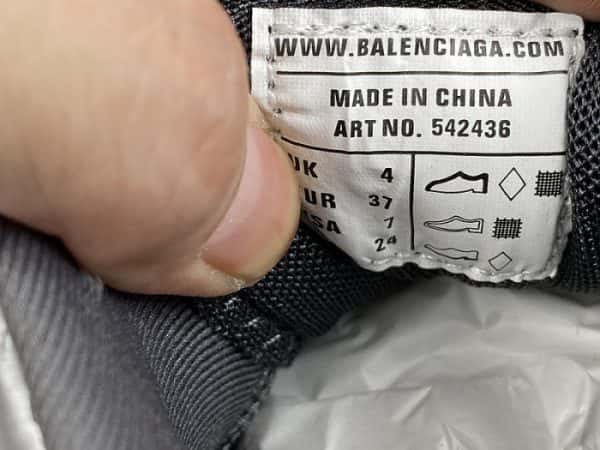 WWW.BALENCIAGA.COM
MADE IN CHINA
ART NO. 542436
UK 4
UR 37
SA 7
24